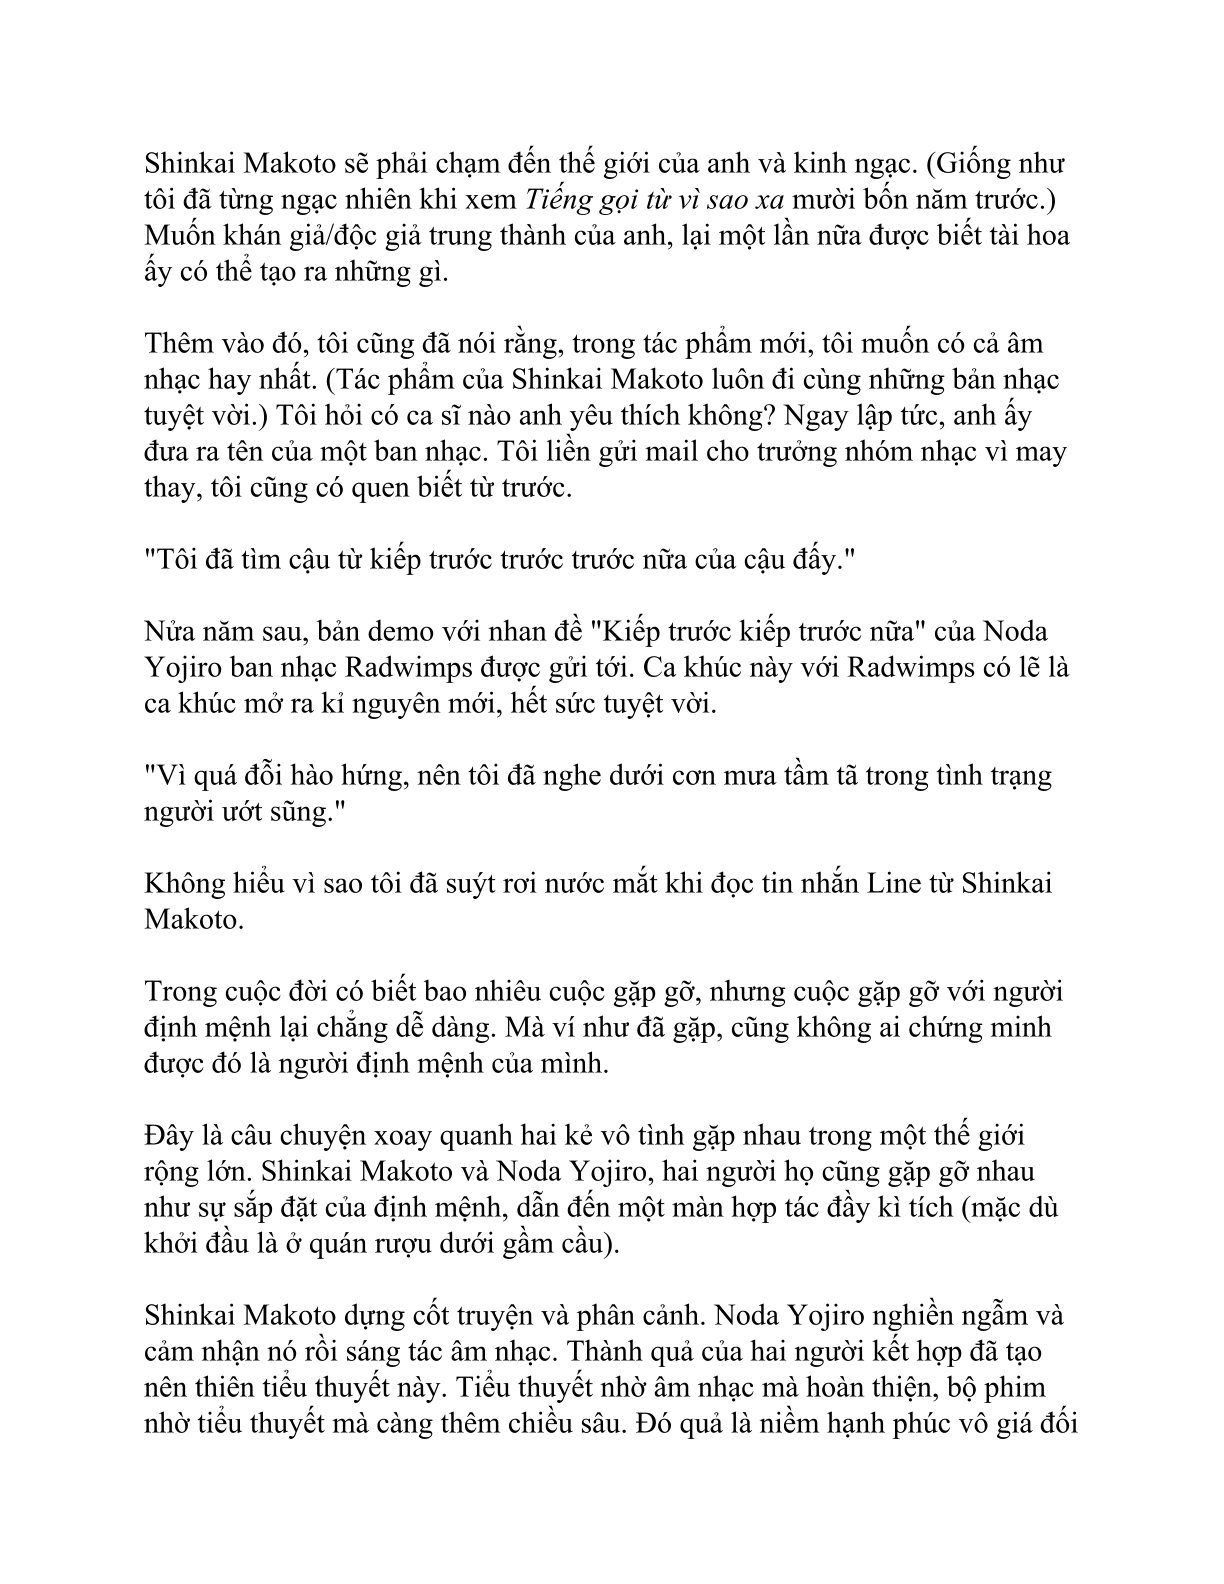 Shinkai Makoto sẽ phải chạm đến thế giới của anh và kinh ngạc. (Giống như
tôi đã từng ngạc nhiên khi xem Tiếng gọi từ vì sao xa mười bốn năm trước.)
Muốn khán giả/độc giả trung thành của anh, lại một lần nữa được biết tài hoa
ấy có thể tạo ra những gì.
Thêm vào đó, tôi cũng đã nói rằng, trong tác phẩm mới, tôi muốn có cả âm
nhạc hay nhất. (Tác phẩm của Shinkai Makoto luôn đi cùng những bản nhạc
tuyệt vời.) Tôi hỏi có ca sĩ nào anh yêu thích không? Ngay lập tức, anh ấy
đưa ra tên của một ban nhạc. Tôi liền gửi mail cho trưởng nhóm nhạc vì may
thay, tôi cũng có quen biết từ trước.
"Tôi đã tìm cậu từ kiếp trước trước trước nữa của cậu đấy."
Nửa năm sau, bản demo với nhan đề "Kiếp trước kiếp trước nữa" của Noda
Yojiro ban nhạc Radwimps được gửi tới. Ca khúc này với Radwimps có lẽ là
ca khúc mở ra kỉ nguyên mới, hết sức tuyệt vời.
"Vì quá đỗi hào hứng, nên tôi đã nghe dưới cơn mưa tầm tã trong tình trạng
người ướt sũng."
Không hiểu vì sao tôi đã suýt rơi nước mắt khi đọc tin nhắn Line từ Shinkai
Makoto.
Trong cuộc đời có biết bao nhiêu cuộc gặp gỡ, nhưng cuộc gặp gỡ với người
định mệnh lại chẳng dễ dàng. Mà ví như đã gặp, cũng không ai chứng minh
được đó là người định mệnh của mình.
Đây là câu chuyện xoay quanh hai kẻ vô tình gặp nhau trong một thế giới
rộng lớn. Shinkai Makoto và Noda Yojiro, hai người họ cũng gặp gỡ nhau
như sự sắp đặt của định mệnh, dẫn đến một màn hợp tác đầy kì tích (mặc dù
khởi đầu là ở quán rượu dưới gầm cầu).
Shinkai Makoto dựng cốt truyện và phân cảnh. Noda Yojiro nghiền ngẫm và
cảm nhận nó rồi sáng tác âm nhạc. Thành quả của hai người kết hợp đã tạo
nên thiên tiểu thuyết này. Tiểu thuyết nhờ âm nhạc mà hoàn thiện, bộ phim
nhờ tiểu thuyết mà càng thêm chiều sâu. Đó quả là niềm hạnh phúc vô giá đối